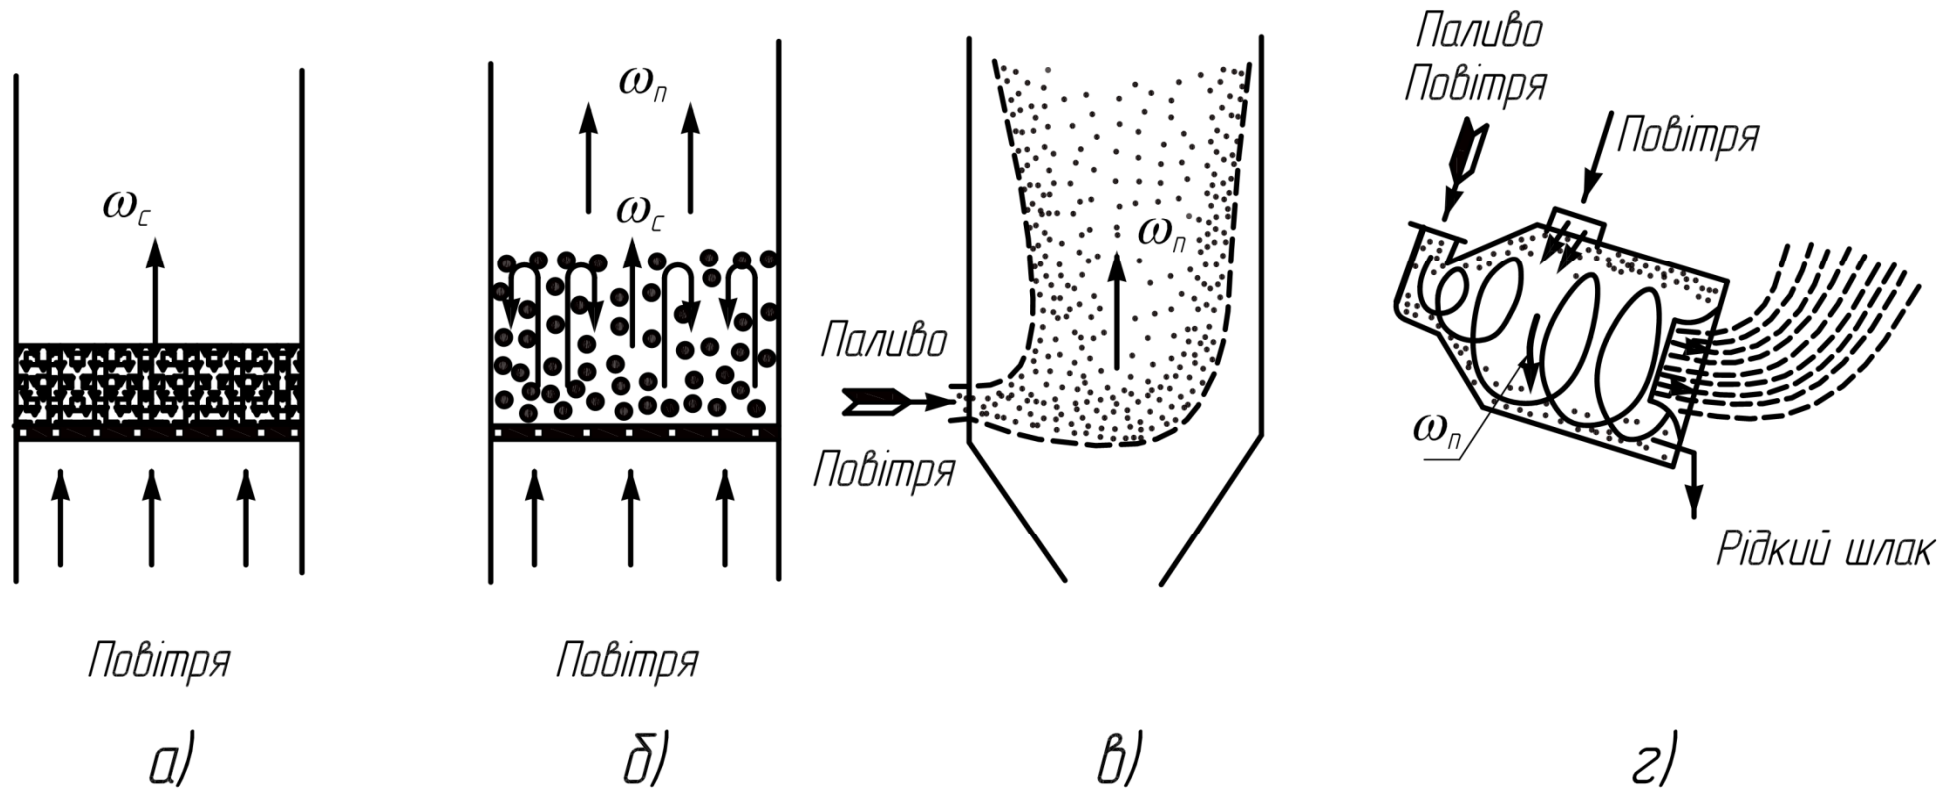 ω_с
Повітря
а)
ω_п
ω_с
Повітря
б)
Паливо
Повітря
ω_п
в)
Паливо
Повітря
Повітря
ω_п
Рідкий шлак
г)